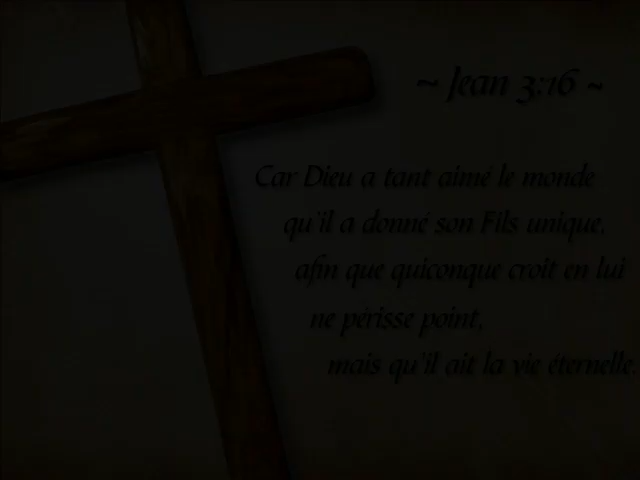 ~ Jean 3:16 ~
Car Dieu a tant aimé le monde
qu'il a donné son Fils unique,
afin que quiconque croit en lui
ne périsse point,
mais qu'il ait la vie éternelle.